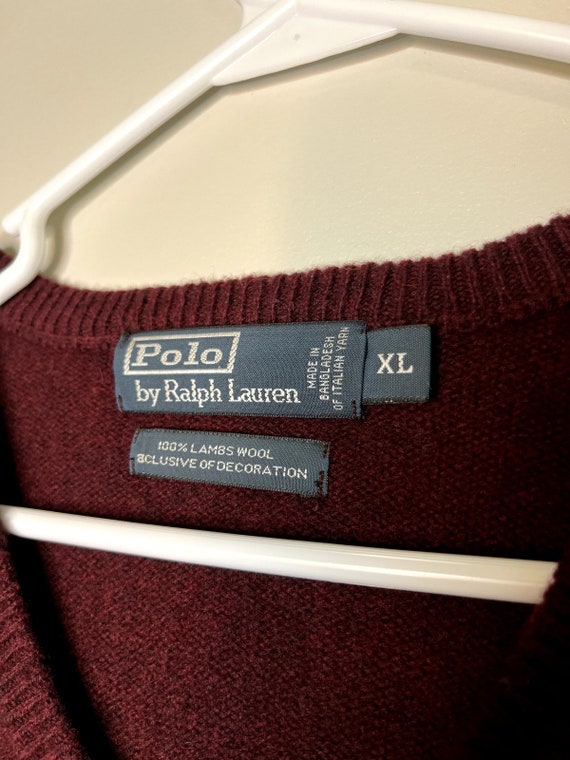 Polo
by Ralph Lauren
MADE IN
BANGLADESH
OF ITALIAN YARN
XL
100% LAMBS WOOL
EXCLUSIVE OF DECORATION